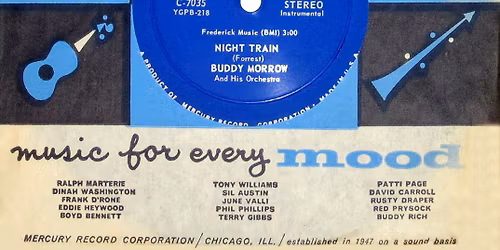 C-7035 STEREO
YGPB-218 Instrumental
Frederick Music (BMI) 3:00
NIGHT TRAIN
(Forrest)
BUDDY MORROW
And His Orchestra
A PRODUCT OF MERCURY RECORD CORPORATION • MADE IN U.S.A.
music for every mood
RALPH MARTERIE
DINAH WASHINGTON
FRANK D'RONE
EDDIE HEYWOOD
BOYD BENNETT
TONY WILLIAMS
SIL AUSTIN
JUNE VALLI
PHIL PHILLIPS
TERRY GIBBS
PATTI PAGE
DAVID CARROLL
RUSTY DRAPER
RED PRYSOCK
BUDDY RICH
MERCURY RECORD CORPORATION / CHICAGO, ILL. / established in 1947 on a sound basis